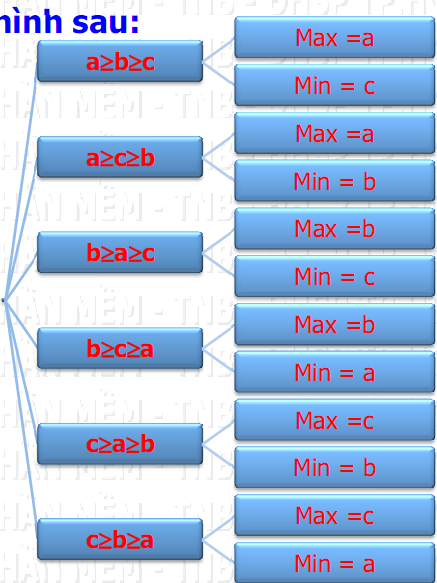 hình sau:
a≥b≥c
Max =a
Min = c
a≥c≥b
Max =a
Min = b
b≥a≥c
Max =b
Min = c
b≥c≥a
Max =b
Min = a
c≥a≥b
Max =c
Min = b
c≥b≥a
Max =c
Min = a